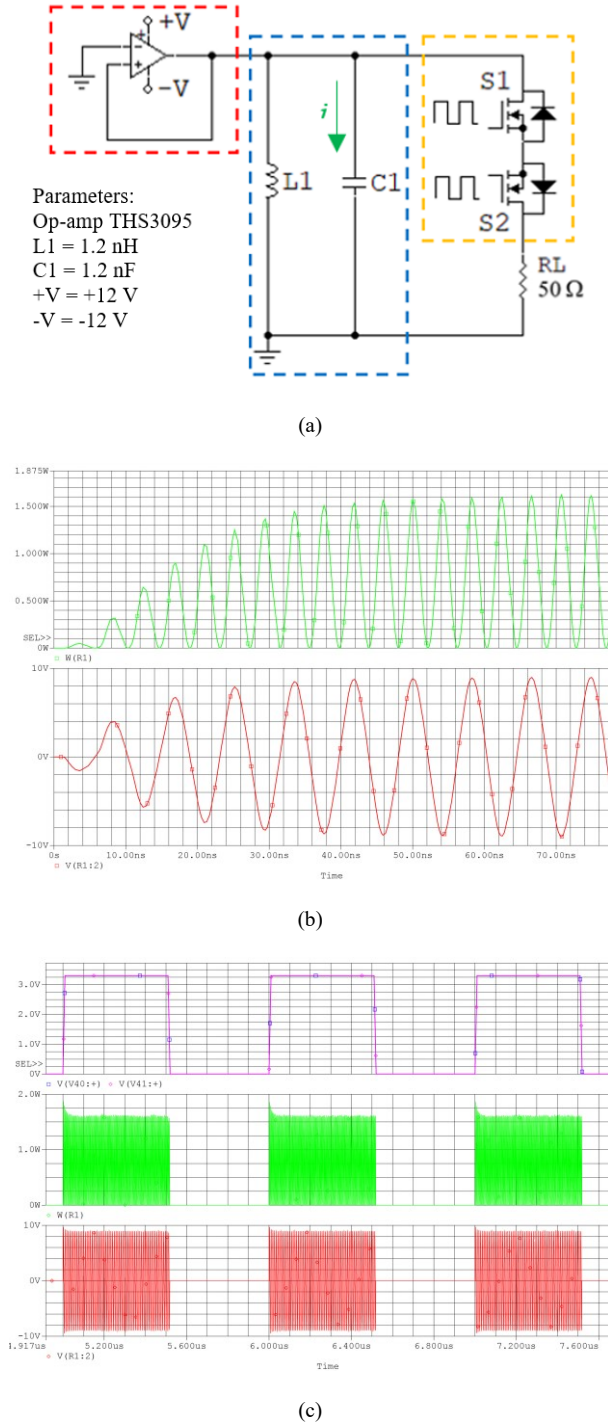 +V
-V
i
L1
C1
S1
S2
RL
50 Ω
Parameters:
Op-amp THS3095
L1 = 1.2 nH
C1 = 1.2 nF
+V = +12 V
-V = -12 V
(a)
1.875W
1.500W
1.000W
0.500W
SEL>>
0W
W(R1)
10V
0V
-10V
0s 10.00ns 20.00ns 30.00ns 40.00ns 50.00ns 60.00ns 70.00ns
V(R1:2)
Time
(b)
3.0V
2.0V
1.0V
SEL>>
0V
V(V40:+) V(V41:+)
2.0W
1.0W
0W
W(R1)
10V
0V
-10V
1.917us 5.200us 5.600us 6.000us 6.400us 6.800us 7.200us 7.600us
V(R1:2)
Time
(c)